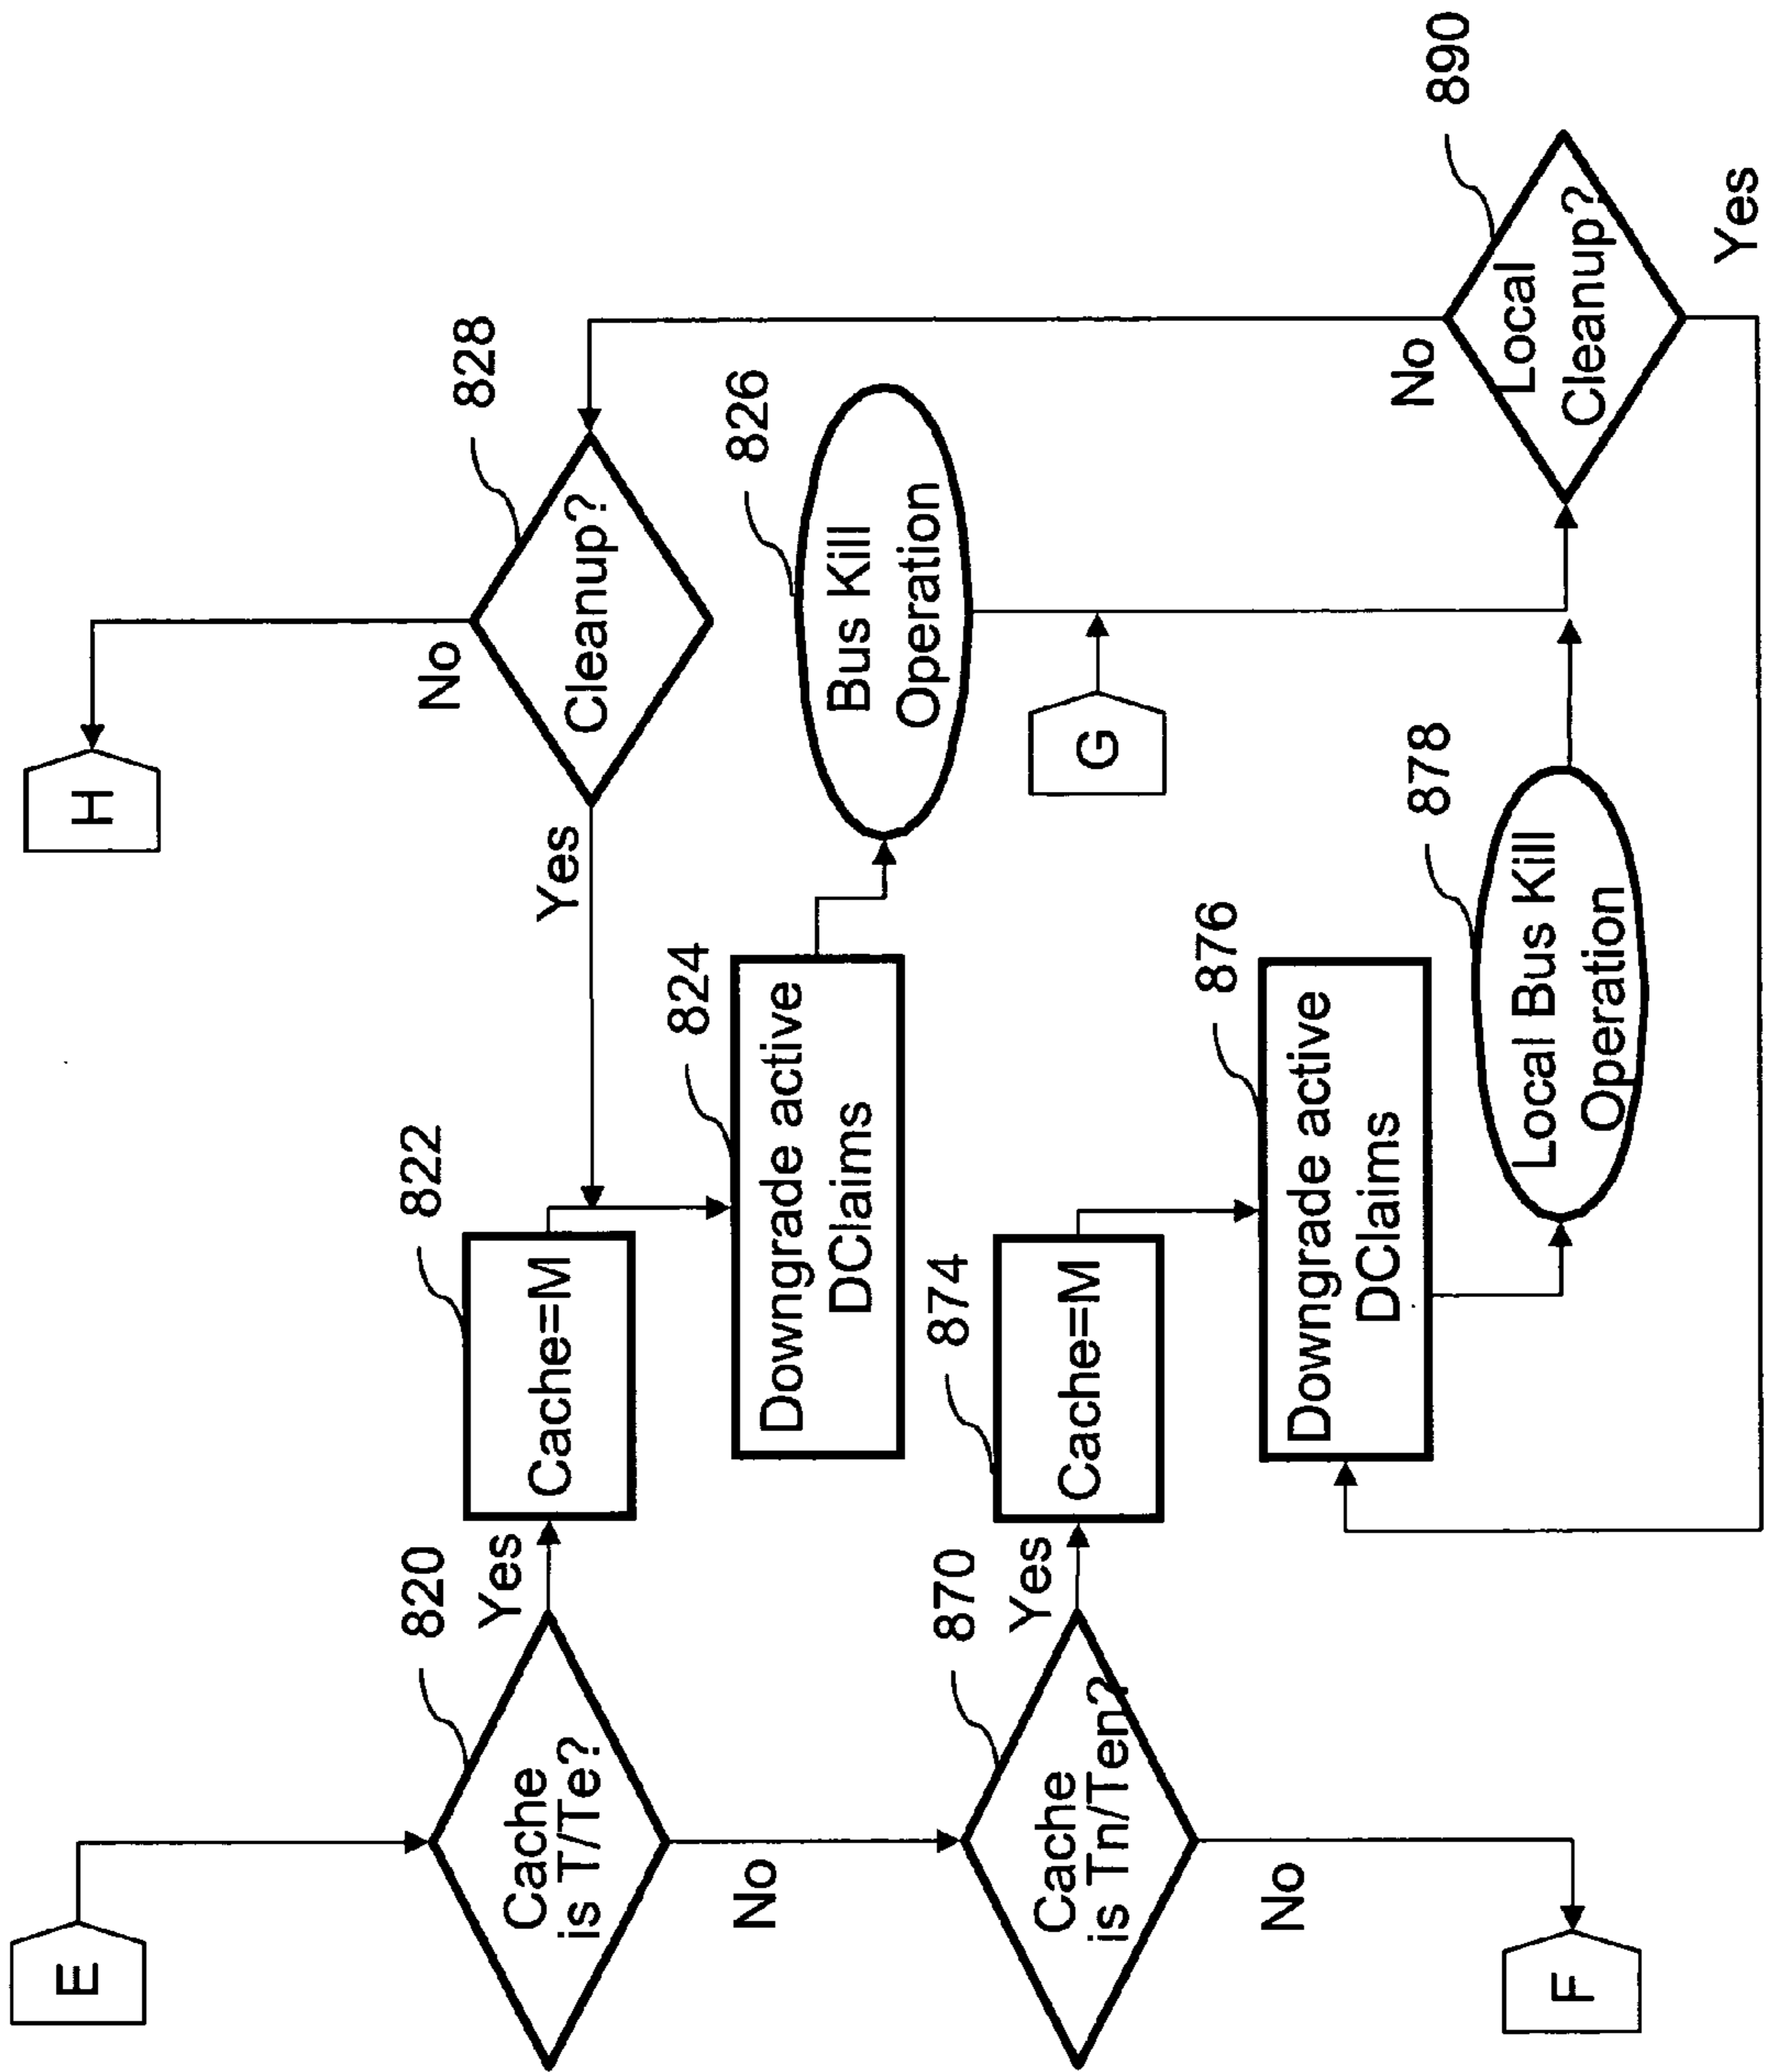 E
820
Cache
is T/Te?
Yes
No
822
Cache=M
824
Downgrade active
DClaims
826
Bus Kill
Operation
828
Cleanup?
Yes
No
H
870
Cache
is Tn/Ten?
Yes
No
F
874
Cache=M
876
Downgrade active
DClaims
878
Local Bus Kill
Operation
G
890
Local
Cleanup?
No
Yes